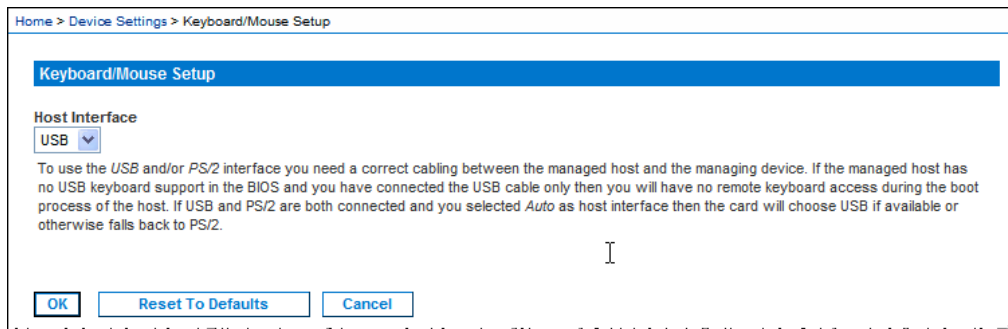 Home > Device Settings > Keyboard/Mouse Setup
Keyboard/Mouse Setup
Host Interface
USB
To use the USB and/or PS/2 interface you need a correct cabling between the managed host and the managing device. If the managed host has
no USB keyboard support in the BIOS and you have connected the USB cable only then you will have no remote keyboard access during the boot
process of the host. If USB and PS/2 are both connected and you selected Auto as host interface then the card will choose USB if available or
otherwise falls back to PS/2.
OK Reset To Defaults Cancel